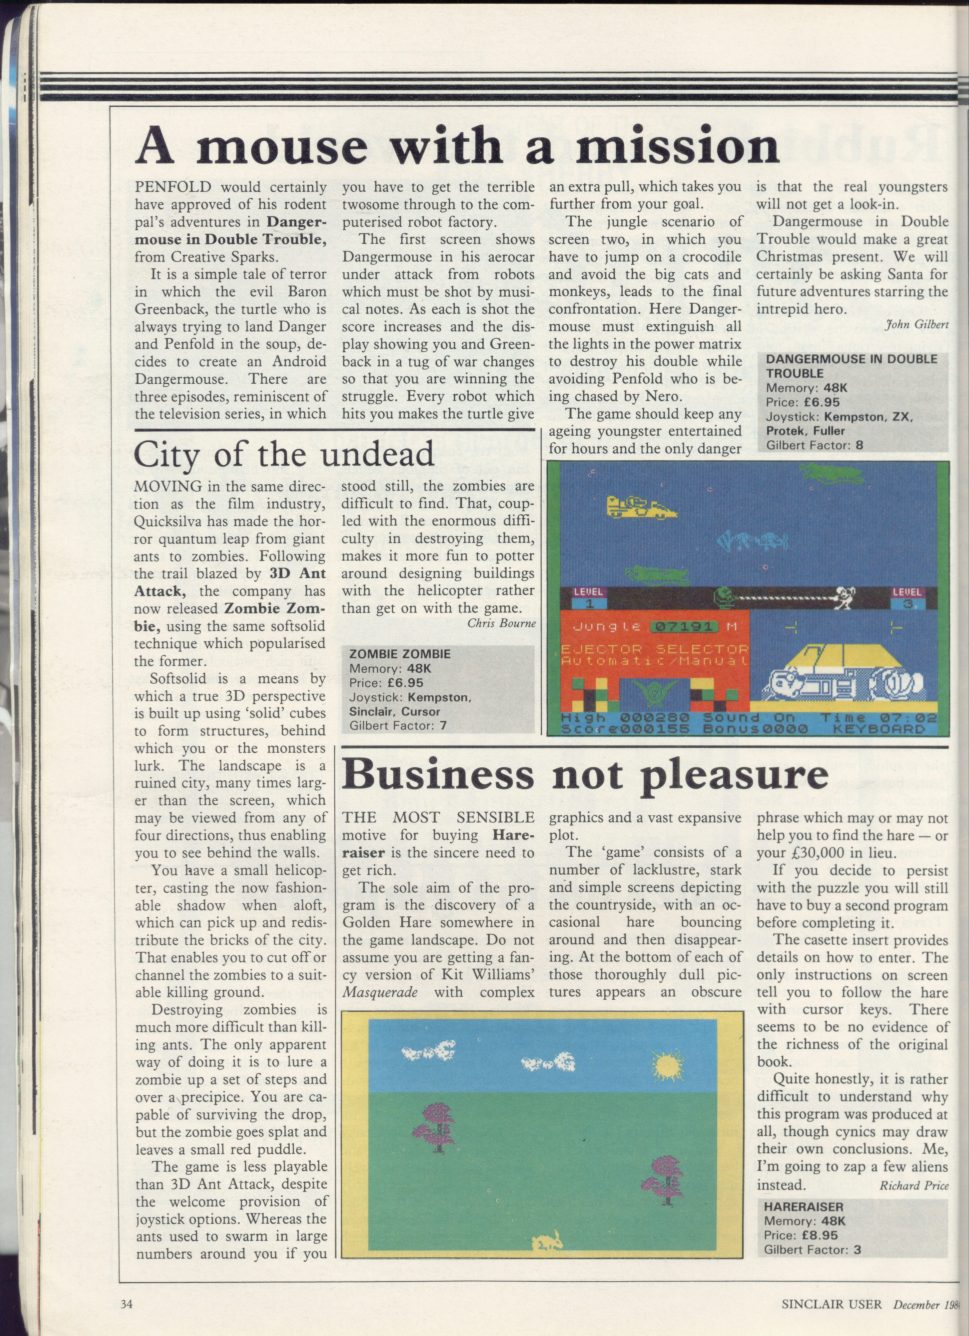 A mouse with a mission
PENFOLD would certainly
have approved of his rodent
pal's adventures in Danger-
mouse in Double Trouble,
from Creative Sparks.
It is a simple tale of terror
in which the evil Baron
Greenback, the turtle who is
always trying to land Danger
and Penfold in the soup, de-
cides to create an Android
Dangermouse. There are
three episodes, reminiscent of
the television series, in which
you have to get the terrible
twosome through to the com-
puterised robot factory.
The first screen shows
Dangermouse in his aerocar
under attack from robots
which must be shot by musi-
cal notes. As each is shot the
score increases and the dis-
play showing you and Green-
back in a tug of war changes
so that you are winning the
struggle. Every robot which
hits you makes the turtle give
an extra pull, which takes you
further from your goal.
The jungle scenario of
screen two, in which you
have to jump on a crocodile
and avoid the big cats and
monkeys, leads to the final
confrontation. Here Danger-
mouse must extinguish all
the lights in the power matrix
to destroy his double while
avoiding Penfold who is be-
ing chased by Nero.
The game should keep any
ageing youngster entertained
for hours and the only danger
is that the real youngsters
will not get a look-in.
Dangermouse in Double
Trouble would make a great
Christmas present. We will
certainly be asking Santa for
future adventures starring the
intrepid hero.
John Gilbert
DANGERMOUSE IN DOUBLE
TROUBLE
Memory: 48K
Price: £6.95
Joystick: Kempston, ZX,
Protek, Fuller
Gilbert Factor: 8
City of the undead
MOVING in the same direc-
tion as the film industry,
Quicksilva has made the hor-
ror quantum leap from giant
ants to zombies. Following
the trail blazed by 3D Ant
Attack, the company has
now released Zombie Zom-
bie, using the same softsolid
technique which popularised
the former.
Softsolid is a means by
which a true 3D perspective
is built up using 'solid' cubes
to form structures, behind
which you or the monsters
lurk. The landscape is a
ruined city, many times larg-
er than the screen, which
may be viewed from any of
four directions, thus enabling
you to see behind the walls.
You have a small helicop-
ter, casting the now fashion-
able shadow when aloft,
which can pick up and redis-
tribute the bricks of the city.
That enables you to cut off or
channel the zombies to a suit-
able killing ground.
Destroying zombies is
much more difficult than kill-
ing ants. The only apparent
way of doing it is to lure a
zombie up a set of steps and
over a precipice. You are ca-
pable of surviving the drop,
but the zombie goes splat and
leaves a small red puddle.
The game is less playable
than 3D Ant Attack, despite
the welcome provision of
joystick options. Whereas the
ants used to swarm in large
numbers around you if you
stood still, the zombies are
difficult to find. That, coup-
led with the enormous diffi-
culty in destroying them,
makes it more fun to potter
around designing buildings
with the helicopter rather
than get on with the game.
Chris Bourne
ZOMBIE ZOMBIE
Memory: 48K
Price: £6.95
Joystick: Kempston,
Sinclair, Cursor
Gilbert Factor: 7
LEVEL
1
LEVEL
3
Jungle 07191 M
EJECTOR SELECTOR
Automatic/Manual
High 000280 Sound On Time 07:02
Score000155 Bonus0000 KEYBOARD
Business not pleasure
THE MOST SENSIBLE
motive for buying Hare-
raiser is the sincere need to
get rich.
The sole aim of the pro-
gram is the discovery of a
Golden Hare somewhere in
the game landscape. Do not
assume you are getting a fan-
cy version of Kit Williams'
Masquerade with complex
graphics and a vast expansive
plot.
The 'game' consists of a
number of lacklustre, stark
and simple screens depicting
the countryside, with an oc-
casional hare bouncing
around and then disappear-
ing. At the bottom of each of
those thoroughly dull pic-
tures appears an obscure
phrase which may or may not
help you to find the hare — or
your £30,000 in lieu.
If you decide to persist
with the puzzle you will still
have to buy a second program
before completing it.
The casette insert provides
details on how to enter. The
only instructions on screen
tell you to follow the hare
with cursor keys. There
seems to be no evidence of
the richness of the original
book.
Quite honestly, it is rather
difficult to understand why
this program was produced at
all, though cynics may draw
their own conclusions. Me,
I'm going to zap a few aliens
instead. Richard Price
HARERAISER
Memory: 48K
Price: £8.95
Gilbert Factor: 3
34
SINCLAIR USER December 198